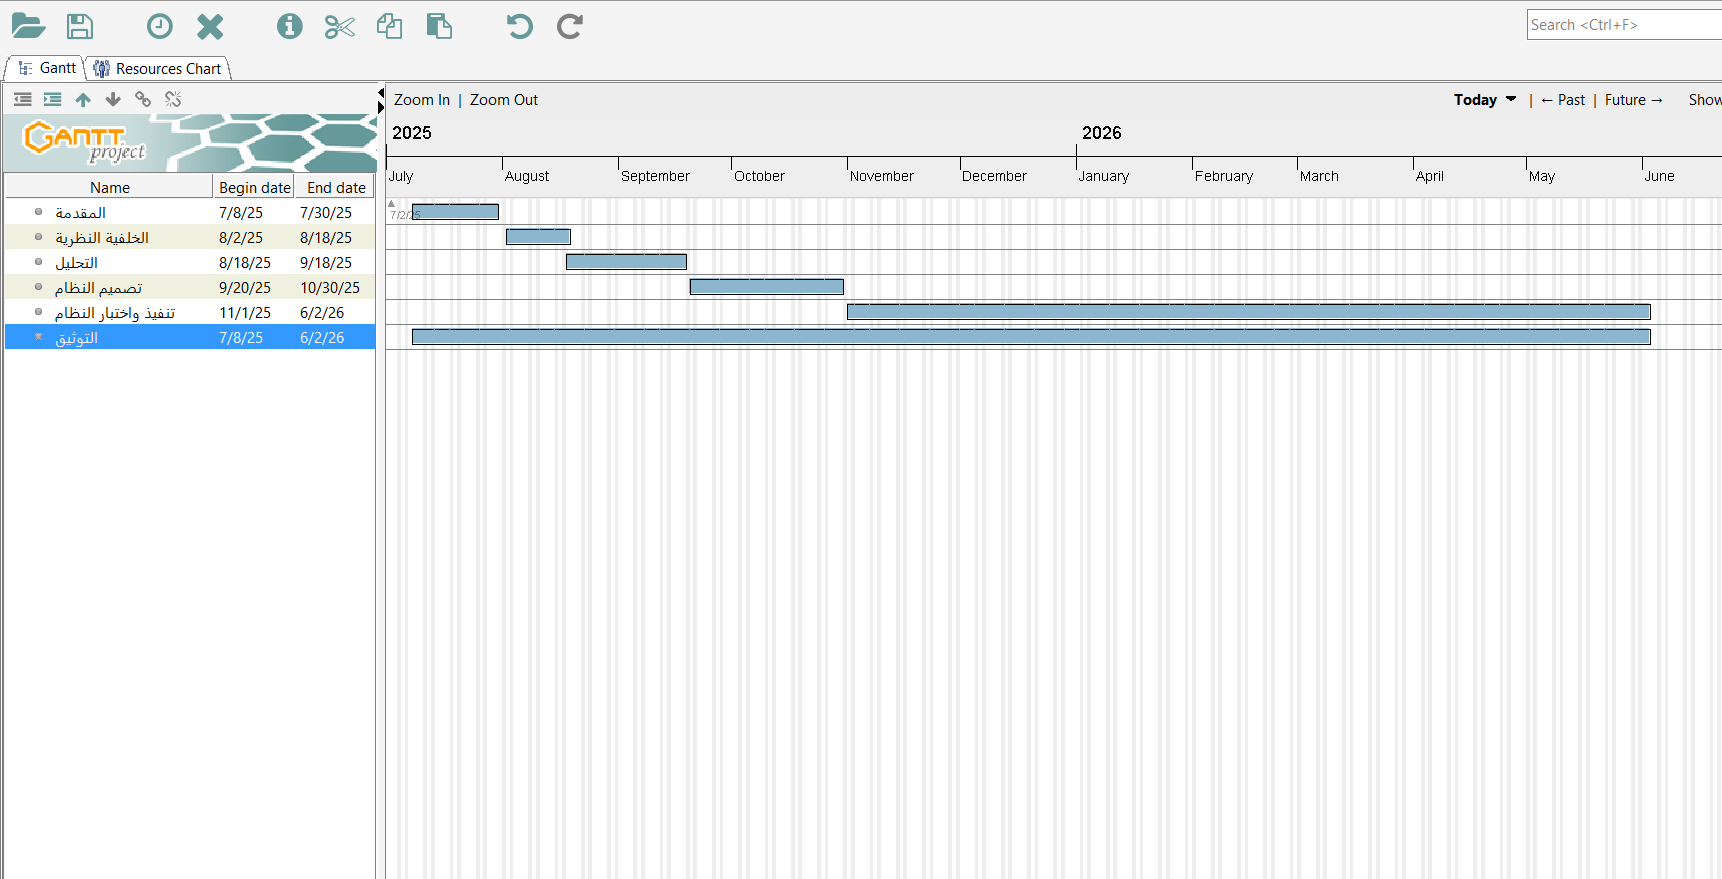 Search <Ctrl+F>
Gantt
Resources Chart
Zoom In | Zoom Out
Today | ← Past | Future → Show
GANTT
project
2025 2026
July August September October November December January February March April May June
Name Begin date End date
7/2/25
المقدمة 7/8/25 7/30/25
الخلفية النظرية 8/2/25 8/18/25
التحليل 8/18/25 9/18/25
تصميم النظام 9/20/25 10/30/25
تنفيذ واختبار النظام 11/1/25 6/2/26
التوثيق 7/8/25 6/2/26